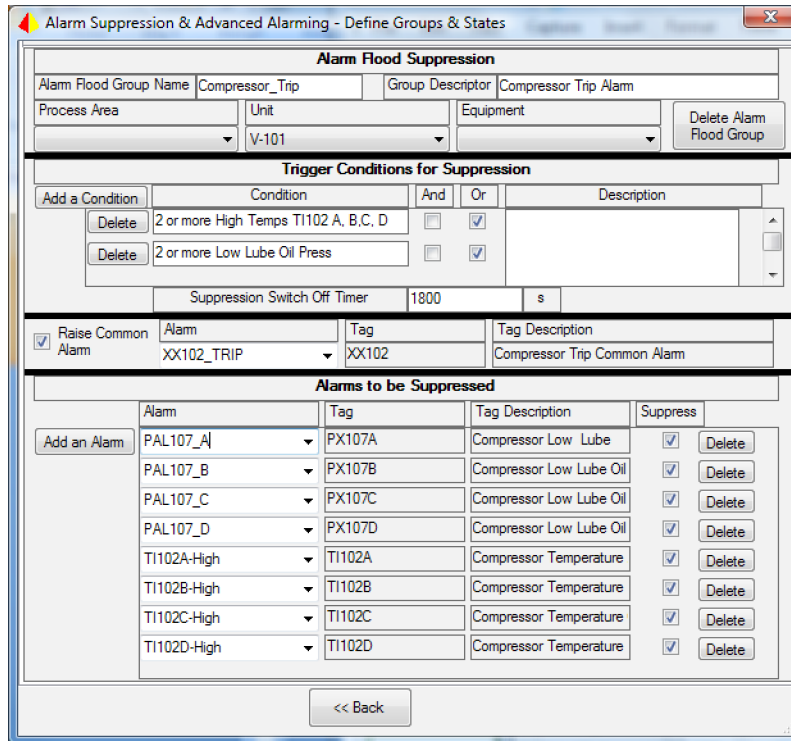 Alarm Suppression & Advanced Alarming - Define Groups & States
Alarm Flood Suppression
Alarm Flood Group Name Compressor_Trip Group Descriptor Compressor Trip Alarm
Process Area Unit Equipment Delete Alarm Flood Group
V-101
Trigger Conditions for Suppression
Add a Condition Condition And Or Description
Delete 2 or more High Temps TI102 A, B,C, D
Delete 2 or more Low Lube Oil Press
Suppression Switch Off Timer 1800 s
Raise Common Alarm Alarm Tag Tag Description
XX102_TRIP XX102 Compressor Trip Common Alarm
Alarms to be Suppressed
Alarm Tag Tag Description Suppress
Add an Alarm PAL107_A PX107A Compressor Low Lube Delete
PAL107_B PX107B Compressor Low Lube Oil Delete
PAL107_C PX107C Compressor Low Lube Oil Delete
PAL107_D PX107D Compressor Low Lube Oil Delete
TI102A-High TI102A Compressor Temperature Delete
TI102B-High TI102B Compressor Temperature Delete
TI102C-High TI102C Compressor Temperature Delete
TI102D-High TI102D Compressor Temperature Delete
<< Back